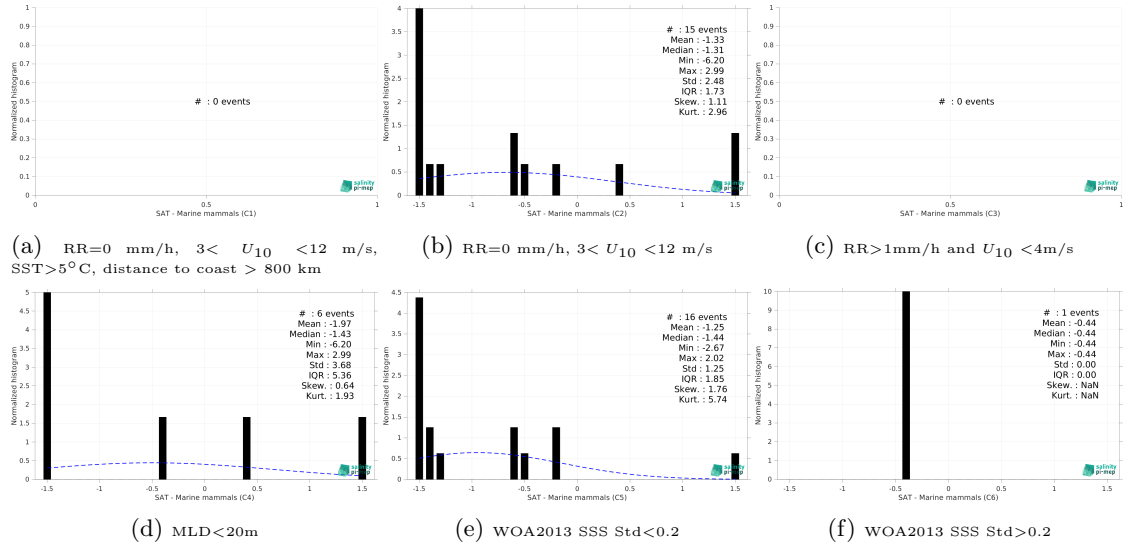 1
0.9
0.8
0.7
0.6
0.5
0.4
0.3
0.2
0.1
0
Normalized histogram
# : 0 events
0 0.5 1
SAT - Marine mammals (C1)
salinity
pi-mep
(a) RR=0 mm/h, 3< U10 <12 m/s,
SST>5°C, distance to coast > 800 km
4
3.5
3
2.5
2
1.5
1
0.5
0
Normalized histogram
# : 15 events
Mean : -1.33
Median : -1.31
Min : -6.20
Max : 2.99
Std : 2.48
IQR : 1.73
Skew. : 1.11
Kurt. : 2.96
-1.5 -1 -0.5 0 0.5 1 1.5
SAT - Marine mammals (C2)
salinity
pi-mep
(b) RR=0 mm/h, 3< U10 <12 m/s
1
0.9
0.8
0.7
0.6
0.5
0.4
0.3
0.2
0.1
0
Normalized histogram
# : 0 events
0 0.5 1
SAT - Marine mammals (C3)
salinity
pi-mep
(c) RR>1mm/h and U10 <4m/s
5
4.5
4
3.5
3
2.5
2
1.5
1
0.5
0
Normalized histogram
# : 6 events
Mean : -1.97
Median : -1.43
Min : -6.20
Max : 2.99
Std : 3.68
IQR : 5.36
Skew. : 0.64
Kurt. : 1.93
-1.5 -1 -0.5 0 0.5 1 1.5
SAT - Marine mammals (C4)
salinity
pi-mep
(d) MLD<20m
4.5
4
3.5
3
2.5
2
1.5
1
0.5
0
Normalized histogram
# : 16 events
Mean : -1.25
Median : -1.44
Min : -2.67
Max : 2.02
Std : 1.25
IQR : 1.85
Skew. : 1.76
Kurt. : 5.74
-1.5 -1 -0.5 0 0.5 1 1.5
SAT - Marine mammals (C5)
salinity
pi-mep
(e) WOA2013 SSS Std<0.2
10
9
8
7
6
5
4
3
2
1
0
Normalized histogram
# : 1 events
Mean : -0.44
Median : -0.44
Min : -0.44
Max : -0.44
Std : 0.00
IQR : 0.00
Skew. : NaN
Kurt. : NaN
-1.5 -1 -0.5 0 0.5 1 1.5
SAT - Marine mammals (C6)
salinity
pi-mep
(f) WOA2013 SSS Std>0.2